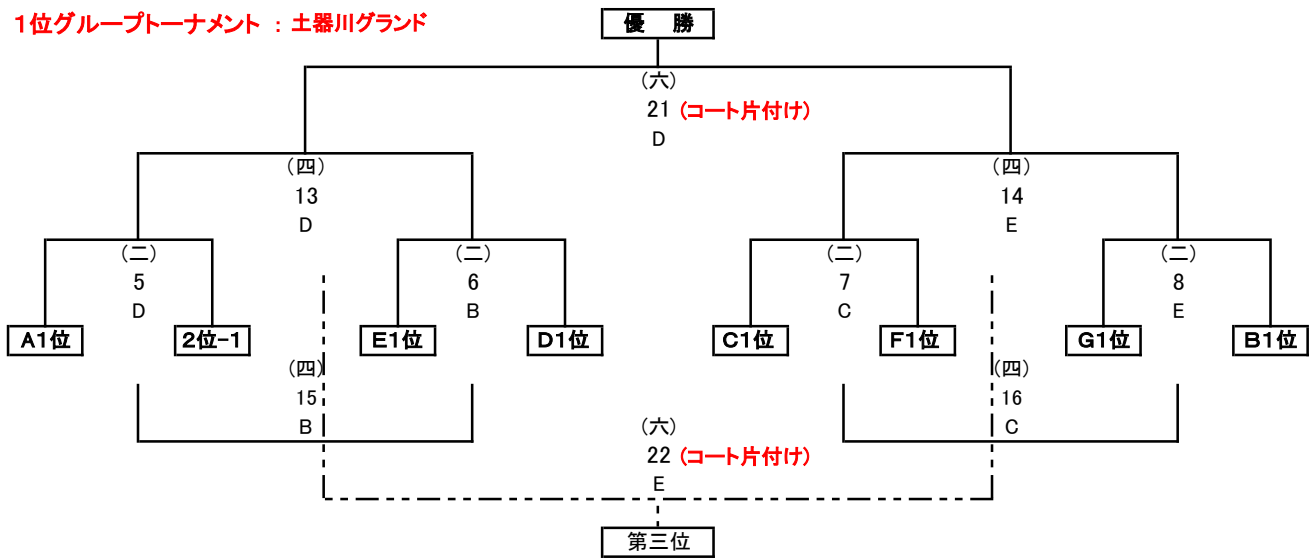 1位グループトーナメント : 土器川グランド
優 勝
(六)
21 (コート片付け)
D
(四) (四)
13 14
D E
(二) (二) (二) (二)
5 6 7 8
D B C E
A1位 2位-1 E1位 D1位 C1位 F1位 G1位 B1位
(四) (四)
15 16
B C
(六)
22 (コート片付け)
E
第三位